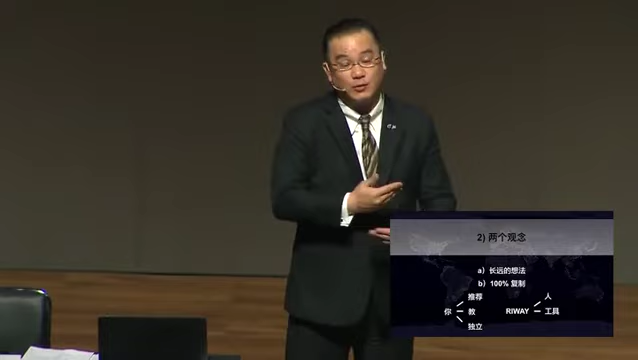 2) 两个观念
a）长远的想法
b）100% 复制
推荐 人
你 教 RIWAY 工具
独立